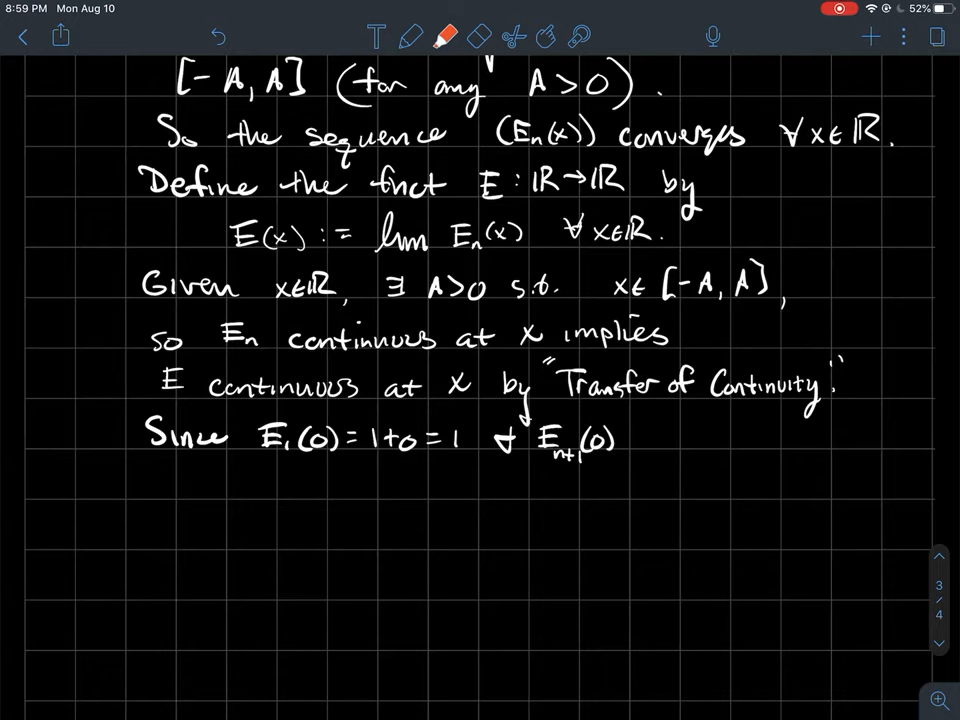 8:59 PM Mon Aug 10 52%
[-A, A] (for any A > 0).
So the sequence (Eₙ(x)) converges ∀ x∈ℝ.
Define the fnct E : ℝ→ℝ by
E(x) := lim Eₙ(x) ∀ x∈ℝ.
Given x∈ℝ, ∃ A>0 s.t. x∈ [-A, A],
so Eₙ continuous at x implies
E continuous at x by "Transfer of Continuity."
Since E₁(0) = 1+0 = 1 & Eₙ₊₁(0)
3
/
4